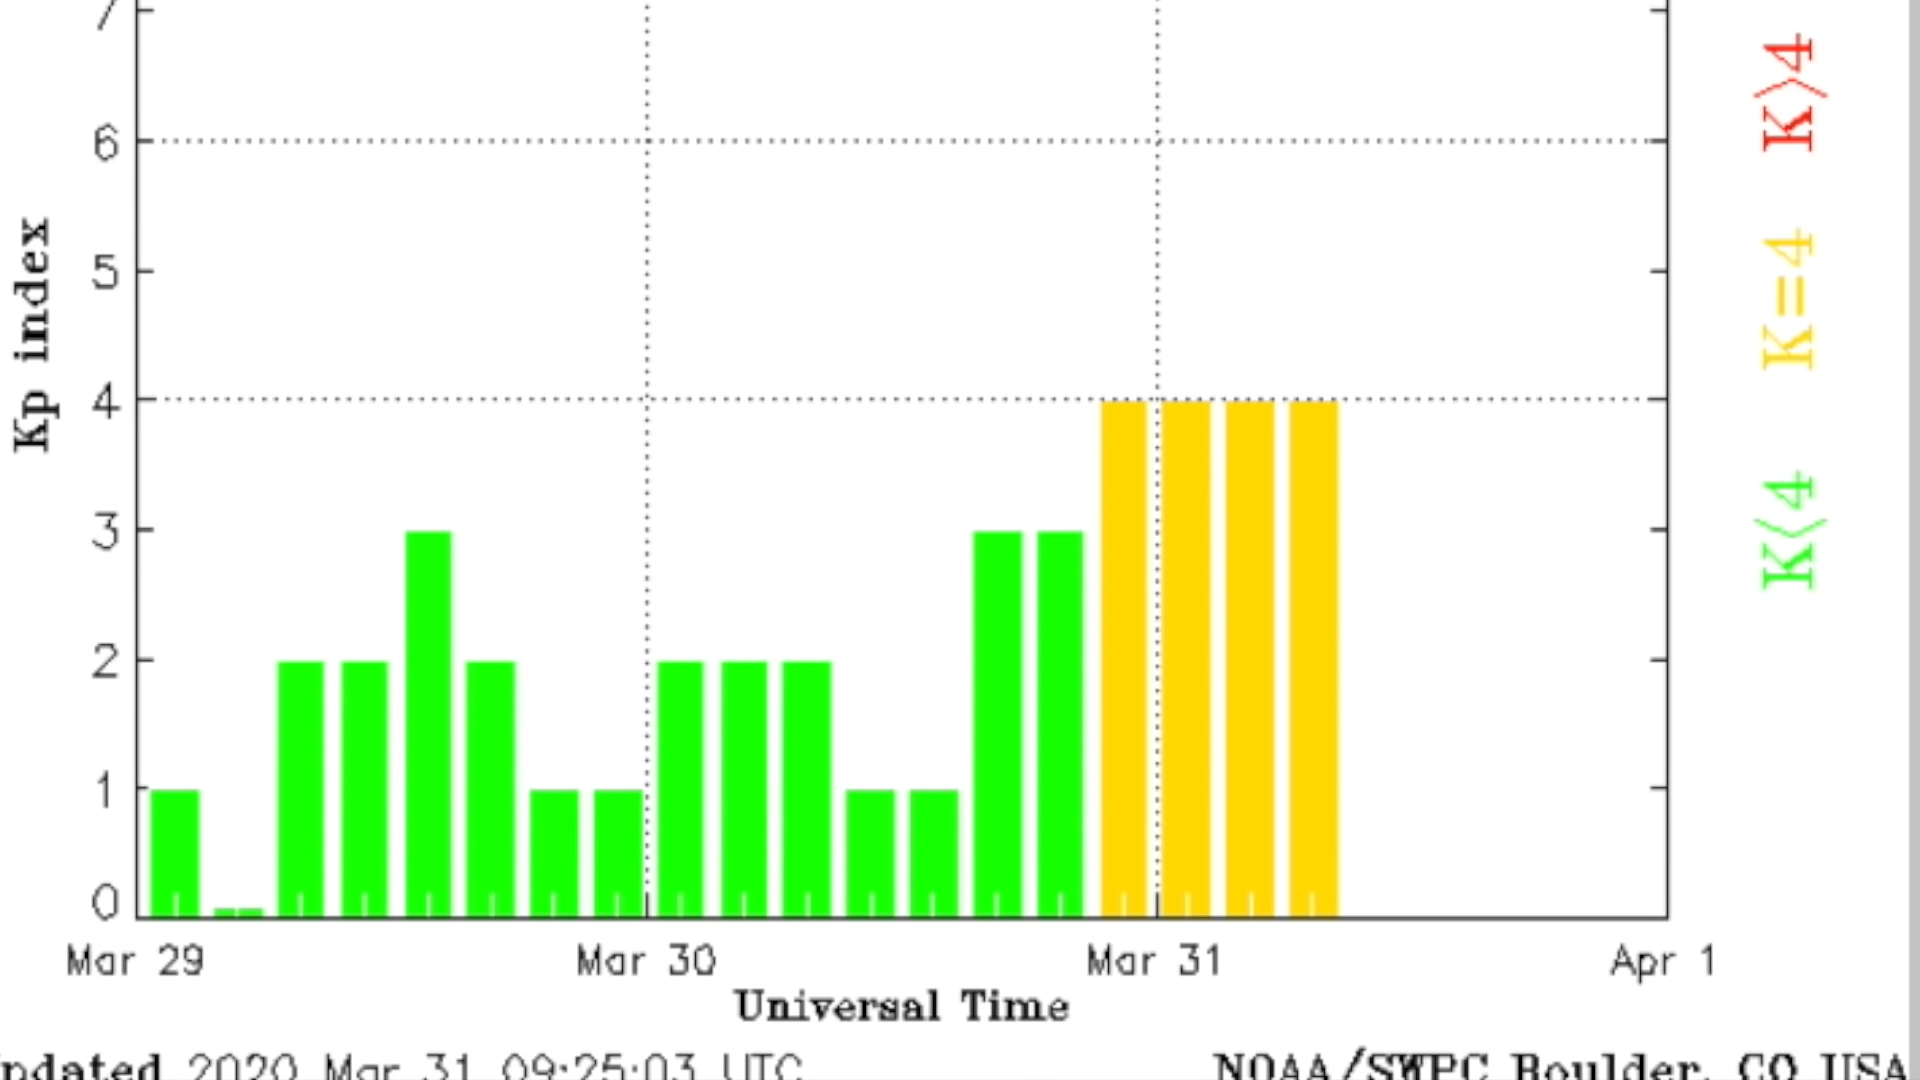 7
6
5
4
3
2
1
0
Kp index
Mar 29 Mar 30 Mar 31 Apr 1
Universal Time
K>4
K=4
K<4
pdated 2020 Mar 31 09:25:03 UTC
NOAA/SWPC Boulder, CO USA